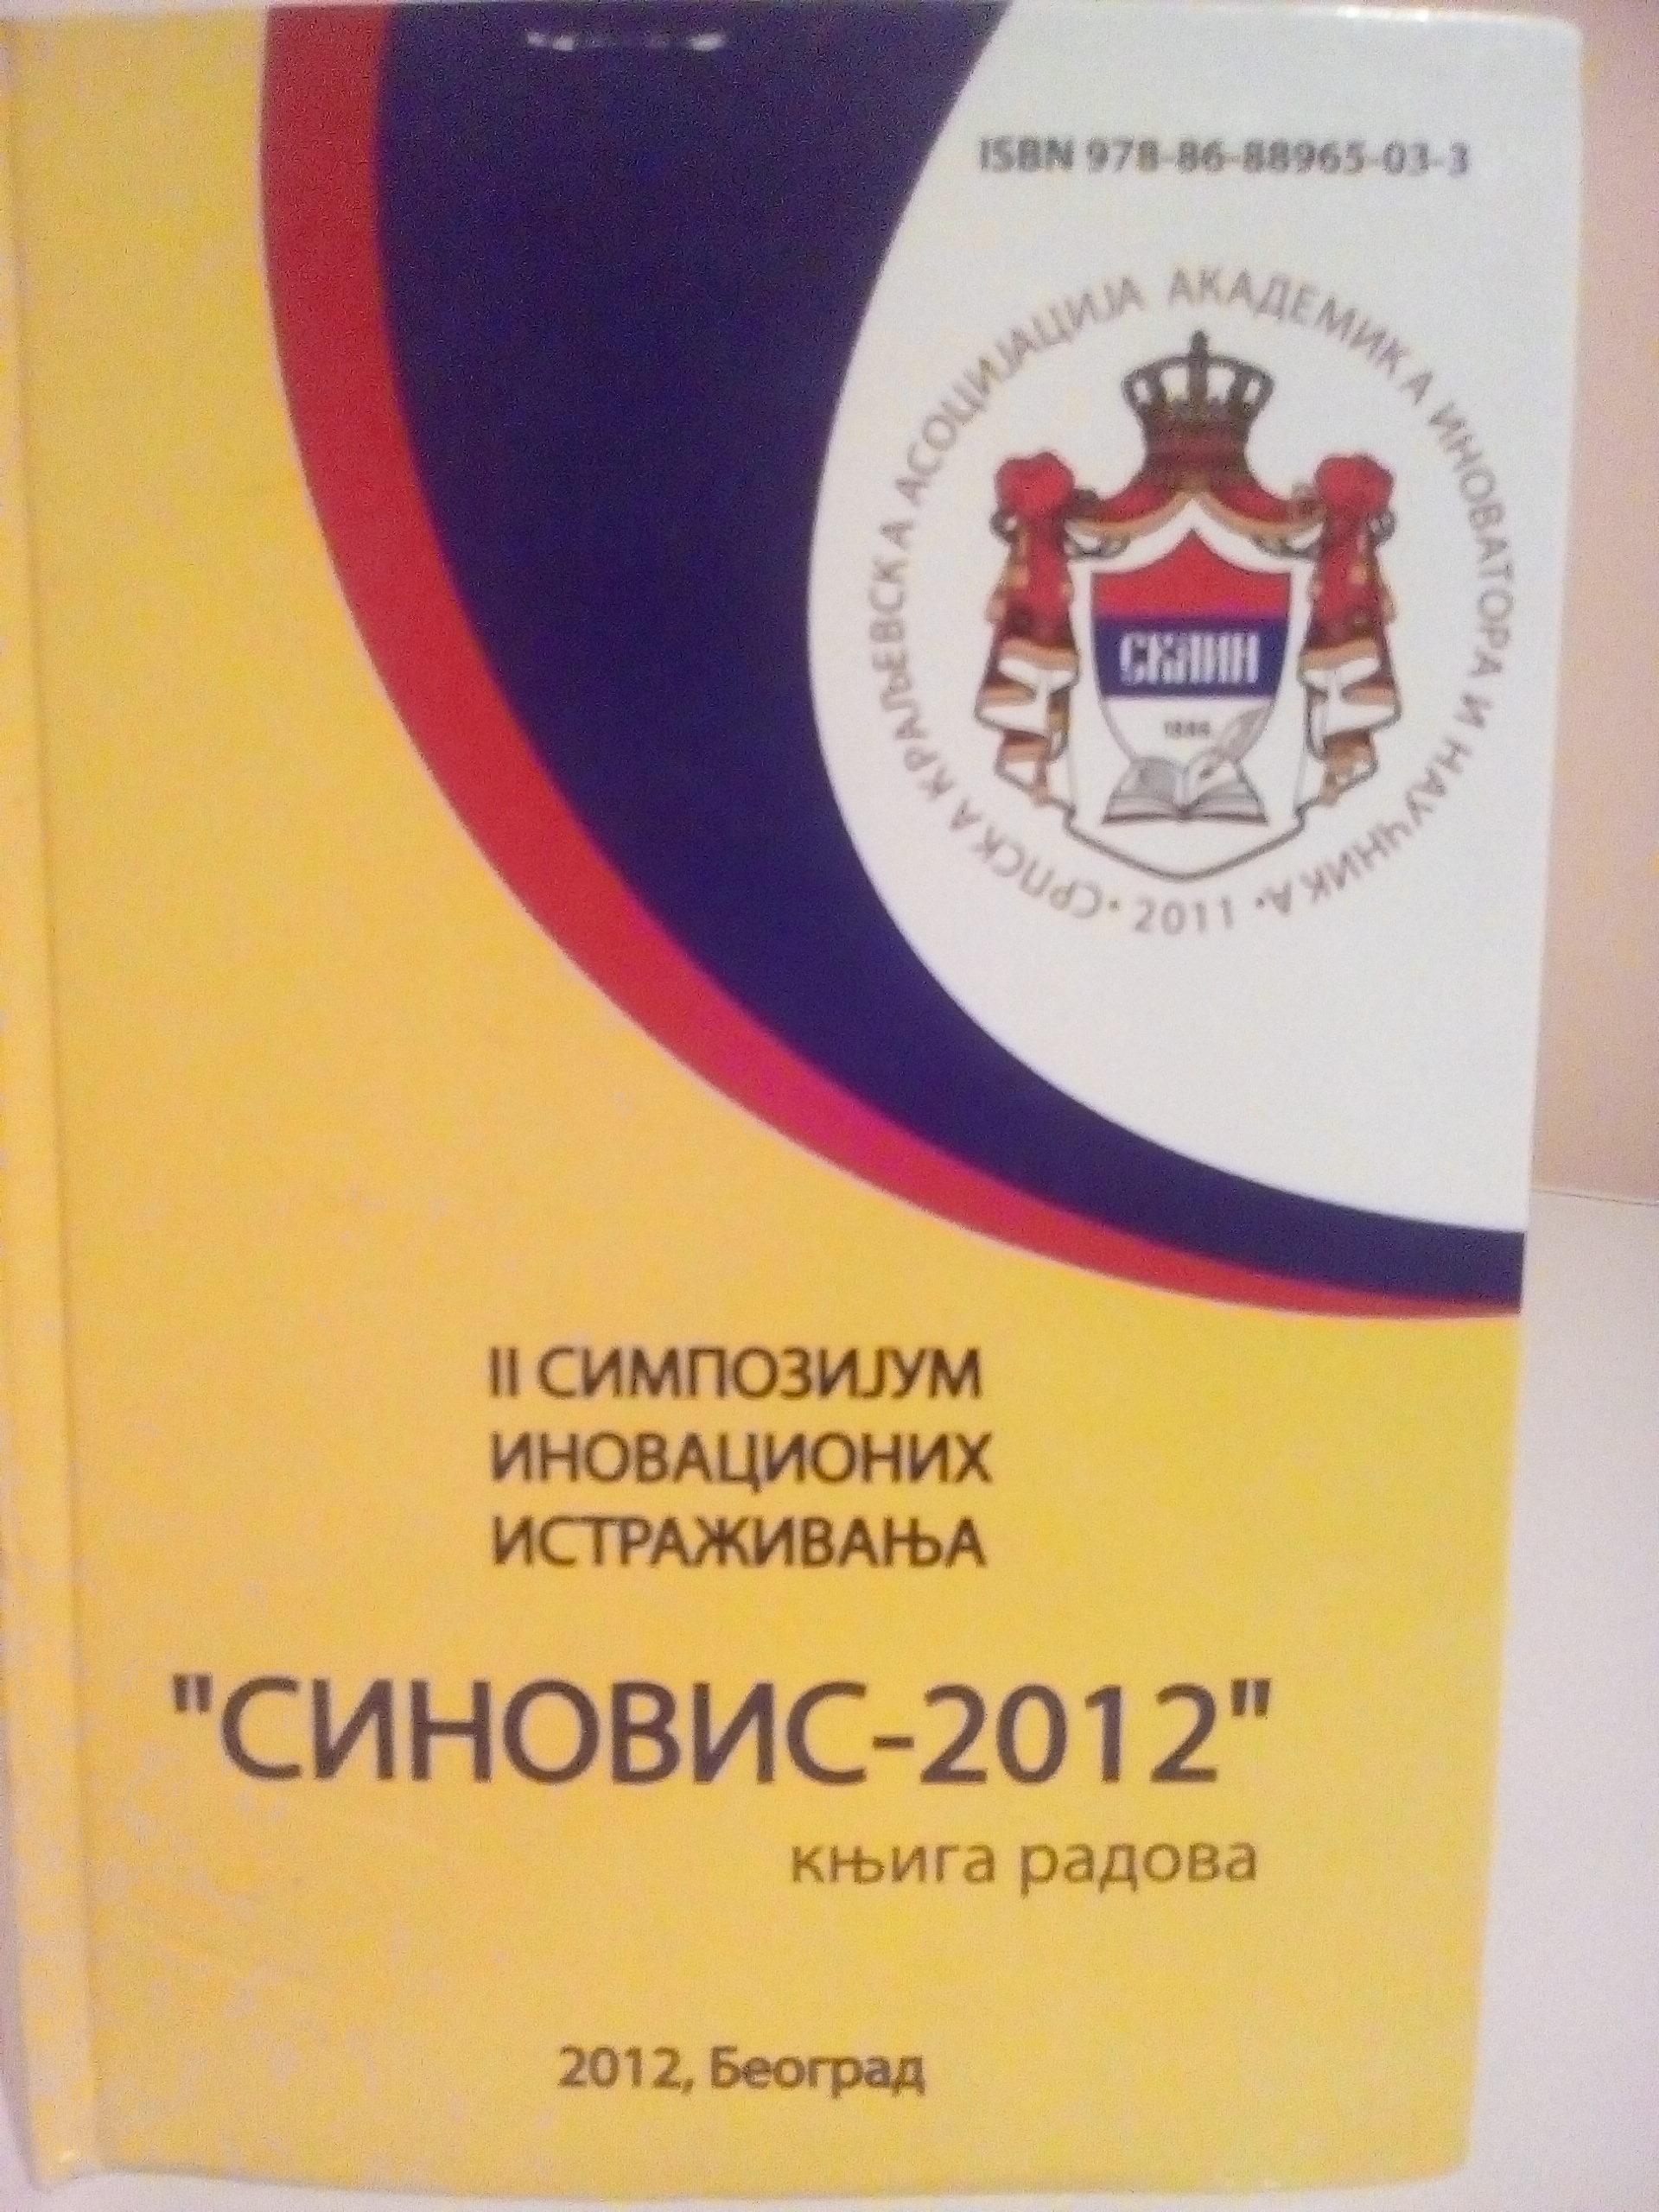 ISBN 978-86-88965-03-3
СРПСКА КРАЉЕВСКА АСОЦИЈАЦИЈА АКАДЕМИКА ИНОВАТОРА И НАУЧНИКА
• 2011 •
СКАИН
II СИМПОЗИЈУМ
ИНОВАЦИОНИХ
ИСТРАЖИВАЊА
"СИНОВИС-2012"
књига радова
2012, Београд